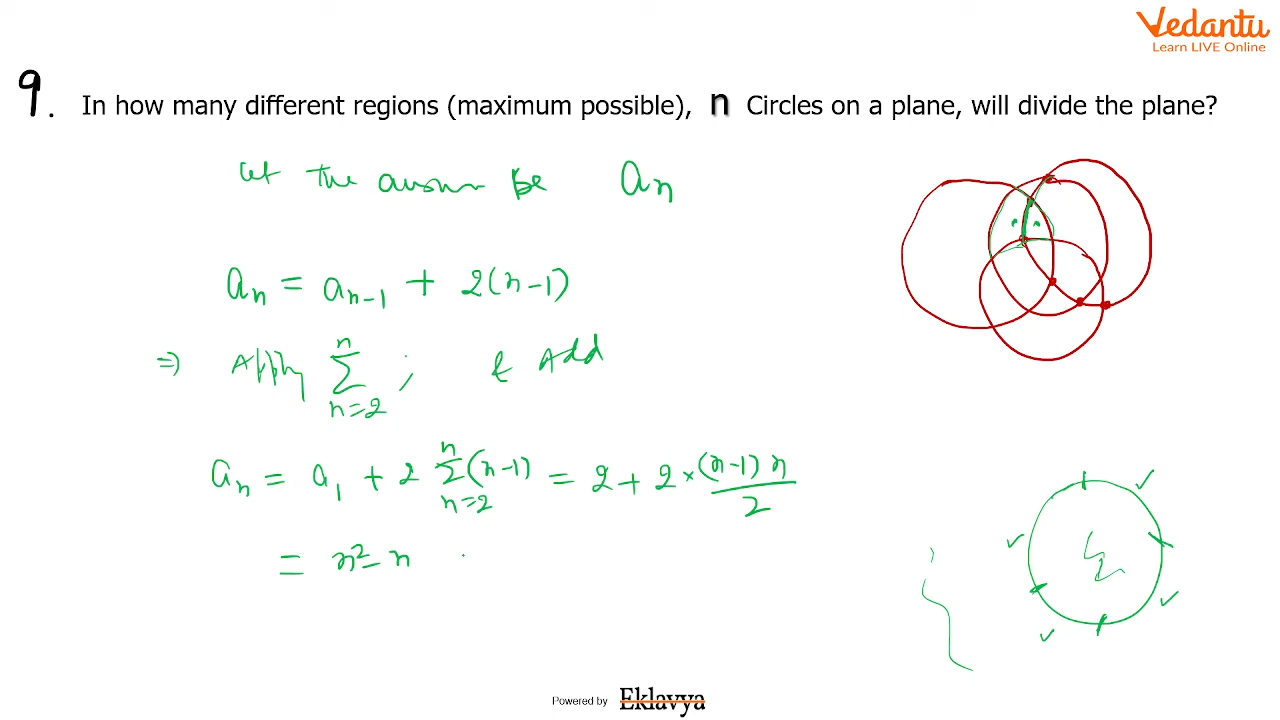 Vedantu
Learn LIVE Online
9. In how many different regions (maximum possible), n Circles on a plane, will divide the plane?
Let the answer be aₙ
aₙ = aₙ₋₁ + 2(n-1)
⇒ Apply ∑ₙ₌₂ⁿ ; & Add
aₙ = a₁ + 2 ∑ₙ₌₂ⁿ (n-1) = 2 + 2 × (n-1) n / 2
= n² - n
Powered by Eklavya